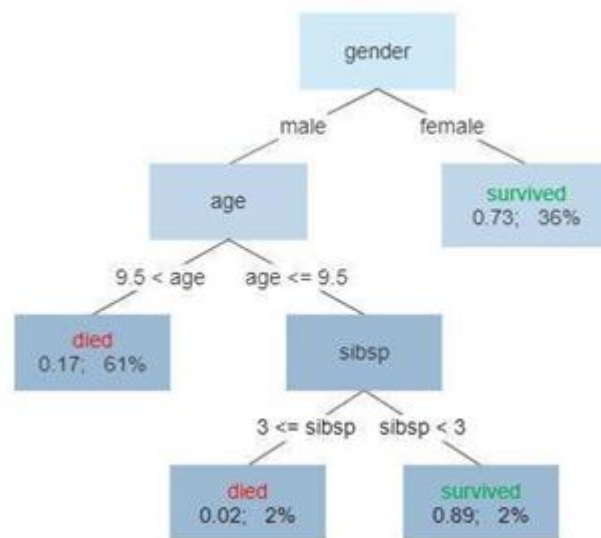 gender
male
female
age
survived
0.73; 36%
9.5 < age
age <= 9.5
died
0.17; 61%
sibsp
3 <= sibsp
sibsp < 3
died
0.02; 2%
survived
0.89; 2%